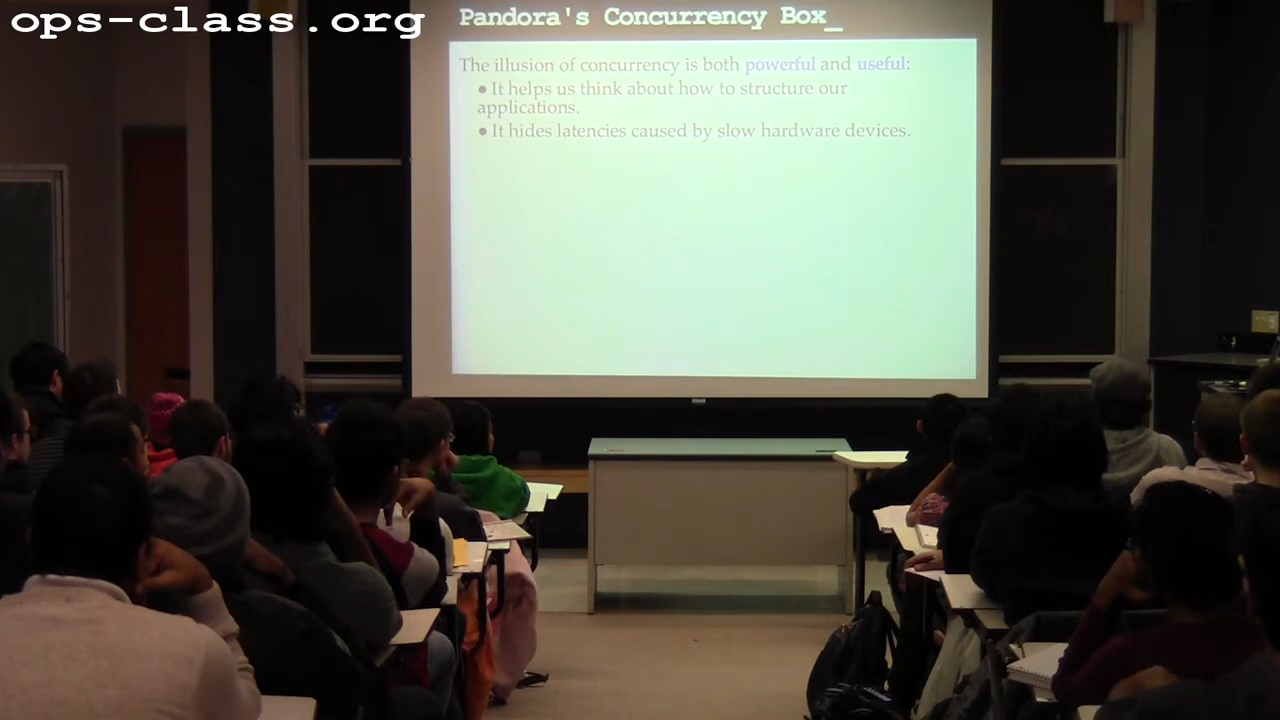 ops-class.org
Pandora's Concurrency Box_
The illusion of concurrency is both powerful and useful:
● It helps us think about how to structure our
applications.
● It hides latencies caused by slow hardware devices.